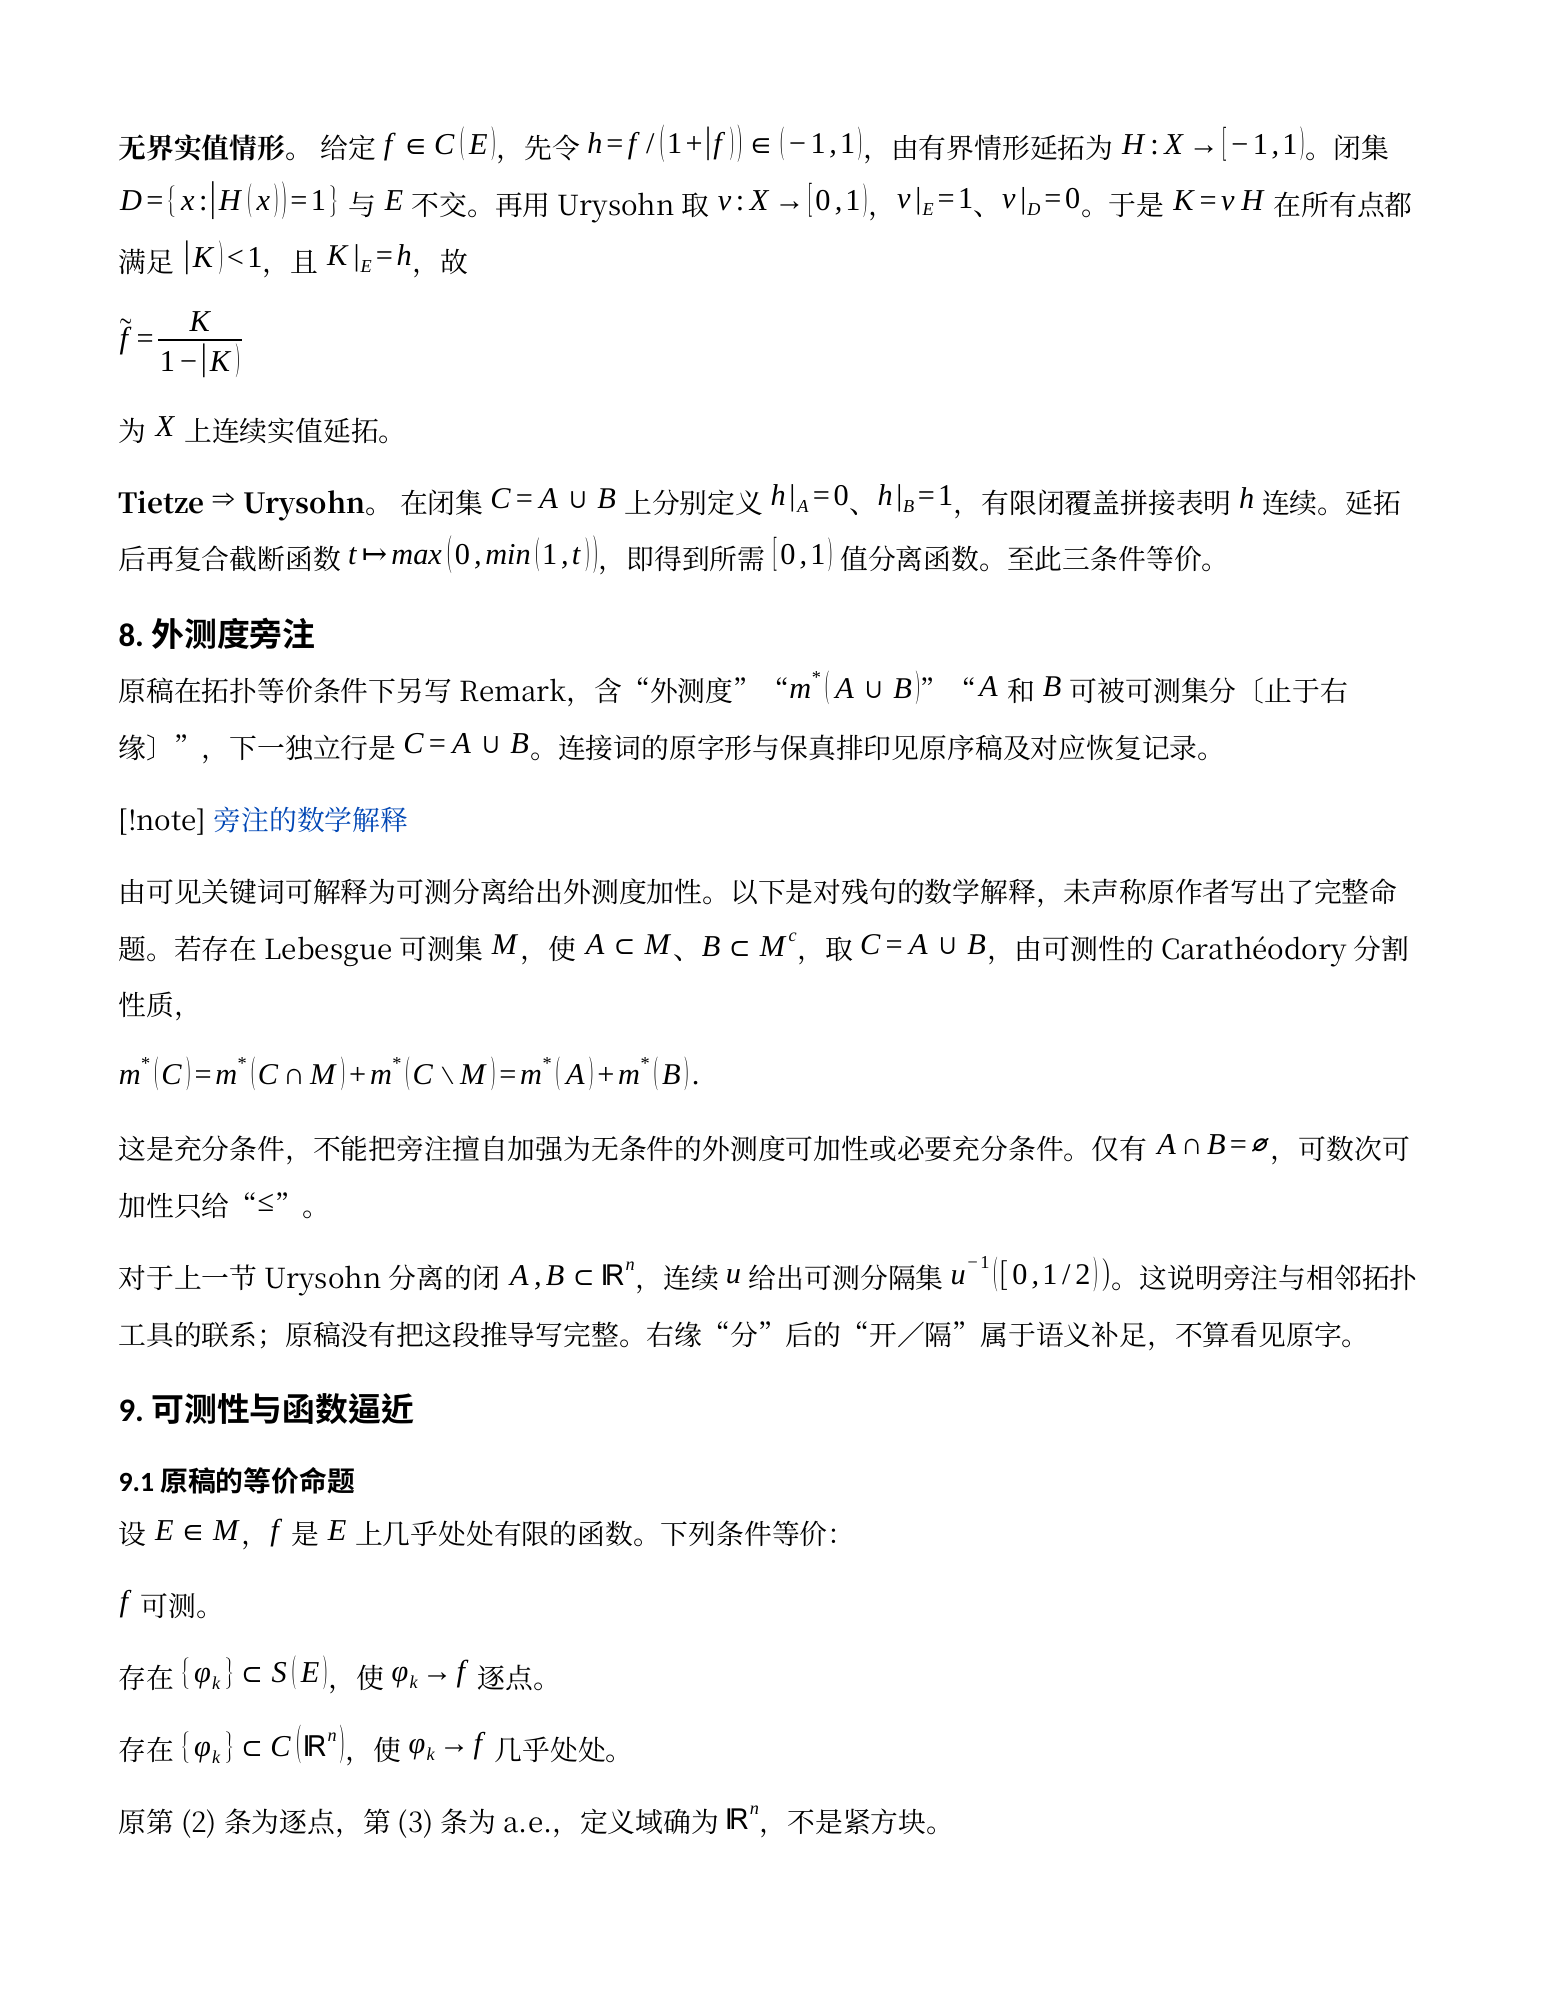 无界实值情形。 给定 f ∈ C(E)，先令 h=f/(1+|f)) ∈ (−1,1)，由有界情形延拓为 H:X→[−1,1)。闭集
D={x:|H(x))=1} 与 E 不交。再用 Urysohn 取 v:X→[0,1)，v|_E=1、v|_D=0。于是 K=v H 在所有点都
满足 |K)<1，且 K|_E=h，故
f̃ = K / (1−|K)
为 X 上连续实值延拓。
Tietze ⇒ Urysohn。 在闭集 C=A ∪ B 上分别定义 h|_A=0、h|_B=1，有限闭覆盖拼接表明 h 连续。延拓
后再复合截断函数 t↦max(0,min(1,t))，即得到所需 [0,1) 值分离函数。至此三条件等价。
8. 外测度旁注
原稿在拓扑等价条件下另写 Remark，含“外测度”“m^*(A ∪ B)”“A 和 B 可被可测集分〔止于右
缘〕”，下一独立行是 C=A ∪ B。连接词的原字形与保真排印见原序稿及对应恢复记录。
[!note] 旁注的数学解释
由可见关键词可解释为可测分离给出外测度加性。以下是对残句的数学解释，未声称原作者写出了完整命
题。若存在 Lebesgue 可测集 M，使 A ⊂ M、B ⊂ M^c，取 C=A ∪ B，由可测性的 Carathéodory 分割
性质，
m^*(C)=m^*(C∩M)+m^*(C∖M)=m^*(A)+m^*(B).
这是充分条件，不能把旁注擅自加强为无条件的外测度可加性或必要充分条件。仅有 A∩B=∅，可数次可
加性只给“≤”。
对于上一节 Urysohn 分离的闭 A,B⊂ℝ^n，连续 u 给出可测分隔集 u^{−1}([0,1/2))。这说明旁注与相邻拓扑
工具的联系；原稿没有把这段推导写完整。右缘“分”后的“开／隔”属于语义补足，不算看见原字。
9. 可测性与函数逼近
9.1 原稿的等价命题
设 E ∈ M，f 是 E 上几乎处处有限的函数。下列条件等价：
f 可测。
存在 {φ_k}⊂ S(E)，使 φ_k→f 逐点。
存在 {φ_k}⊂ C(ℝ^n)，使 φ_k→f 几乎处处。
原第 (2) 条为逐点，第 (3) 条为 a.e.，定义域确为 ℝ^n，不是紧方块。